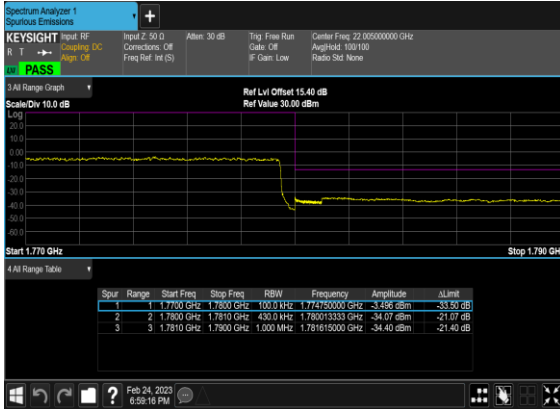 Spectrum Analyzer 1
Spurious Emissions
+
KEYSIGHT Input: RF Input Z: 50 Ω Atten: 30 dB Trig: Free Run Center Freq: 22.005000000 GHz
R T Coupling: DC Corrections: Off Gate: Off Avg|Hold: 100/100
Align: Off Freq Ref: Int (S) IF Gain: Low Radio Std: None
PASS
3 All Range Graph
Ref Lvl Offset 15.40 dB
Scale/Div 10.0 dB Ref Value 30.00 dBm
Log
20.0
10.0
0.00
-10.0
-20.0
-30.0
-40.0
-50.0
-60.0
Start 1.770 GHz Stop 1.790 GH
4 All Range Table
Spur Range Start Freq Stop Freq RBW Frequency Amplitude ΔLimit
1 1 1.7700 GHz 1.7800 GHz 100.0 kHz 1.774750000 GHz -3.496 dBm -33.50 dB
2 2 1.7800 GHz 1.7810 GHz 430.0 kHz 1.780013333 GHz -34.07 dBm -21.07 dB
3 3 1.7810 GHz 1.7900 GHz 1.000 MHz 1.781615000 GHz -34.40 dBm -21.40 dB
? Feb 24, 2023
6:59:16 PM